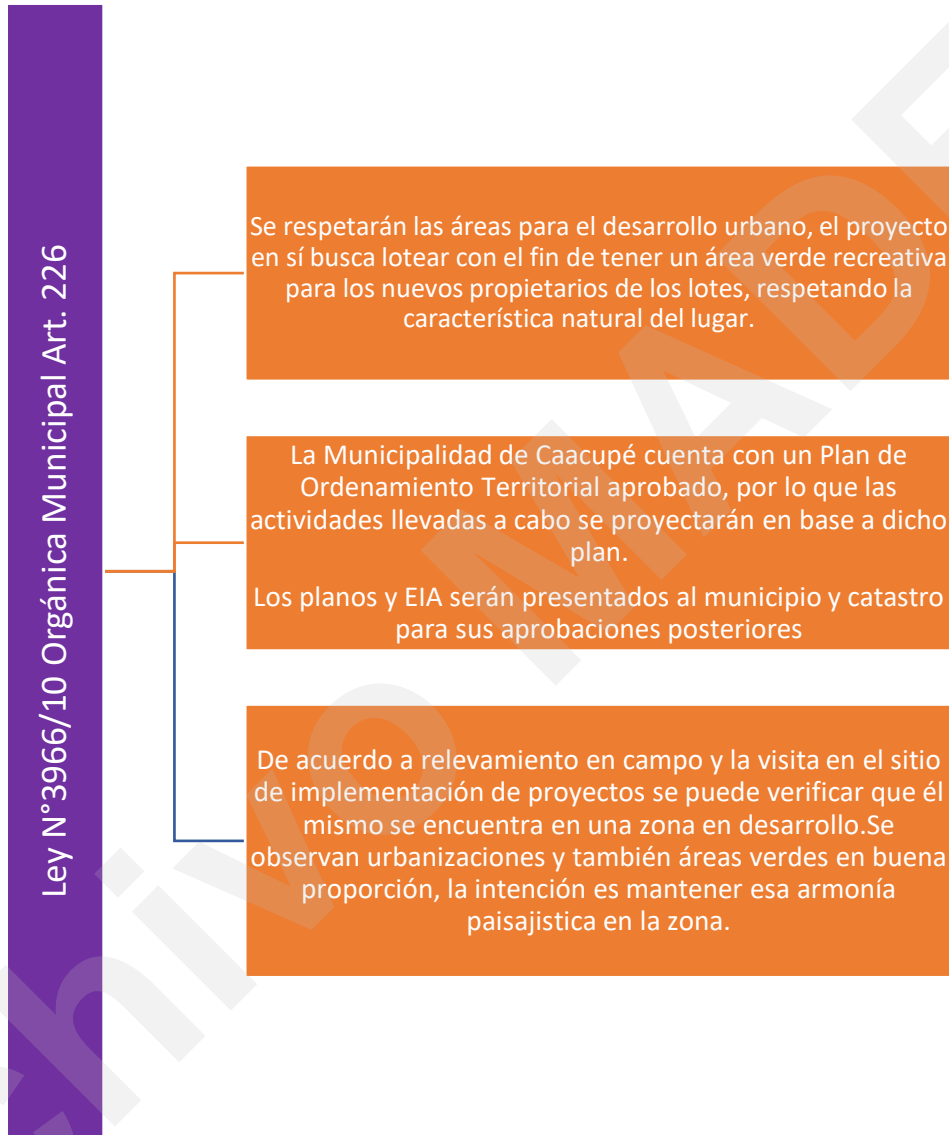 Ley N°3966/10 Orgánica Municipal Art. 226
Se respetarán las áreas para el desarrollo urbano, el proyecto
en sí busca lotear con el fin de tener un área verde recreativa
para los nuevos propietarios de los lotes, respetando la
característica natural del lugar.
La Municipalidad de Caacupé cuenta con un Plan de
Ordenamiento Territorial aprobado, por lo que las
actividades llevadas a cabo se proyectarán en base a dicho
plan.
Los planos y EIA serán presentados al municipio y catastro
para sus aprobaciones posteriores
De acuerdo a relevamiento en campo y la visita en el sitio
de implementación de proyectos se puede verificar que él
mismo se encuentra en una zona en desarrollo.Se
observan urbanizaciones y también áreas verdes en buena
proporción, la intención es mantener esa armonía
paisajistica en la zona.